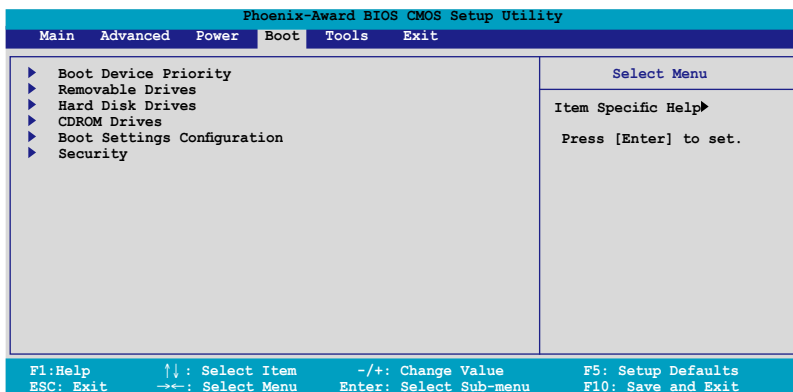 Phoenix-Award BIOS CMOS Setup Utility
Main Advanced Power Boot Tools Exit
Boot Device Priority
Removable Drives
Hard Disk Drives
CDROM Drives
Boot Settings Configuration
Security
Select Menu
Item Specific Help
Press [Enter] to set.
F1:Help ↑↓ : Select Item -/+: Change Value F5: Setup Defaults
ESC: Exit →←: Select Menu Enter: Select Sub-menu F10: Save and Exit